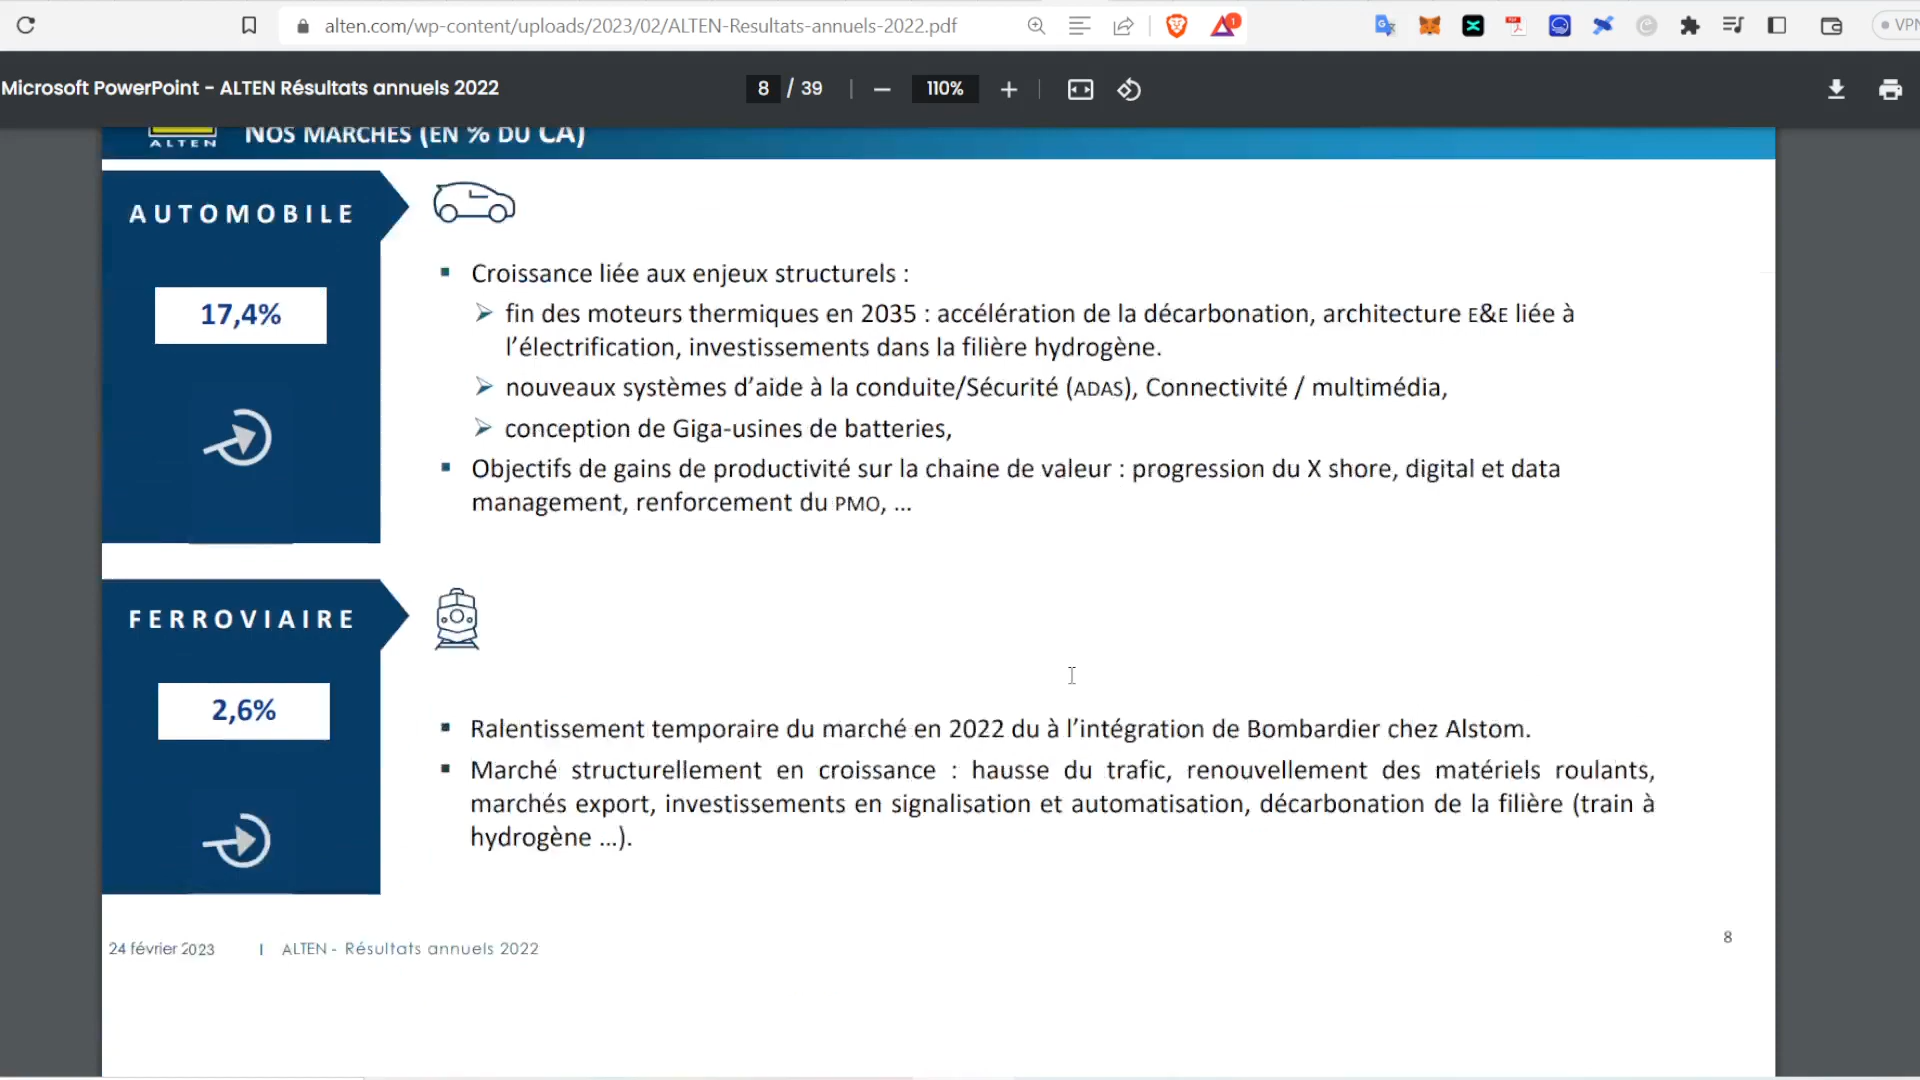 alten.com/wp-content/uploads/2023/02/ALTEN-Resultats-annuels-2022.pdf
1
VPN
Microsoft PowerPoint - ALTEN Résultats annuels 2022
8 / 39
110%
ALTEN
NOS MARCHÉS (EN % DU CA)
AUTOMOBILE
17,4%
Croissance liée aux enjeux structurels :
fin des moteurs thermiques en 2035 : accélération de la décarbonation, architecture E&E liée à
l'électrification, investissements dans la filière hydrogène.
nouveaux systèmes d'aide à la conduite/Sécurité (ADAS), Connectivité / multimédia,
conception de Giga-usines de batteries,
Objectifs de gains de productivité sur la chaine de valeur : progression du X shore, digital et data
management, renforcement du PMO, ...
FERROVIAIRE
2,6%
Ralentissement temporaire du marché en 2022 du à l'intégration de Bombardier chez Alstom.
Marché structurellement en croissance : hausse du trafic, renouvellement des matériels roulants,
marchés export, investissements en signalisation et automatisation, décarbonation de la filière (train à
hydrogène ...).
24 février 2023 | ALTEN - Résultats annuels 2022
8